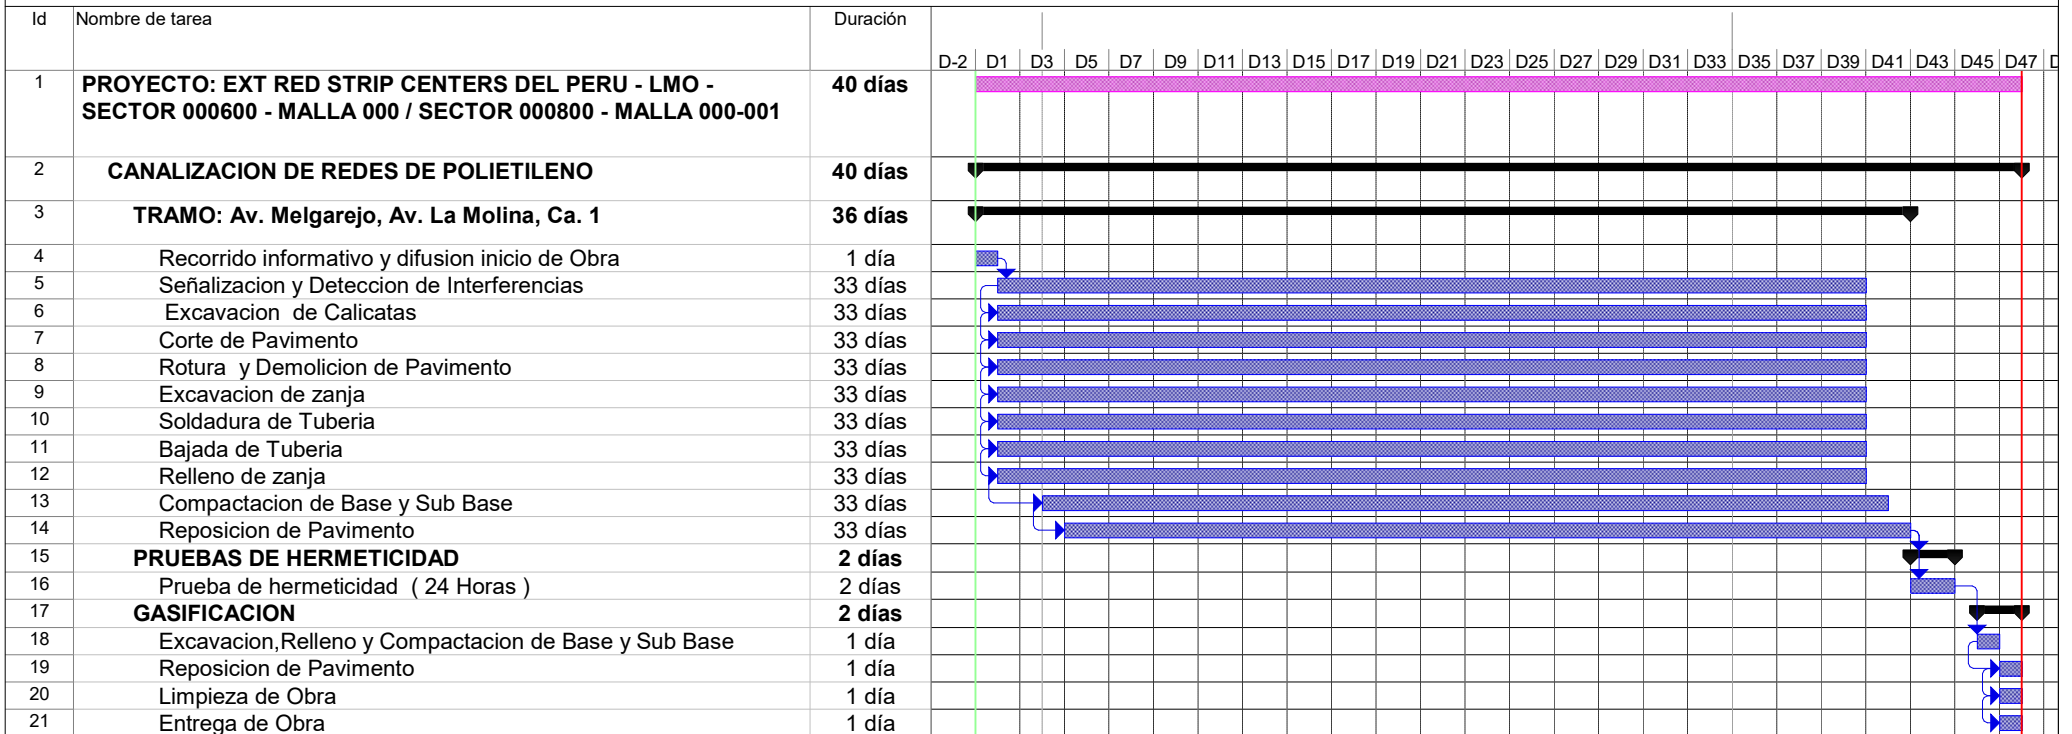 Id Nombre de tarea Duración
D-2 D1 D3 D5 D7 D9 D11 D13 D15 D17 D19 D21 D23 D25 D27 D29 D31 D33 D35 D37 D39 D41 D43 D45 D47
1 PROYECTO: EXT RED STRIP CENTERS DEL PERU - LMO - 40 días
SECTOR 000600 - MALLA 000 / SECTOR 000800 - MALLA 000-001
2 CANALIZACION DE REDES DE POLIETILENO 40 días
3 TRAMO: Av. Melgarejo, Av. La Molina, Ca. 1 36 días
4 Recorrido informativo y difusion inicio de Obra 1 día
5 Señalizacion y Deteccion de Interferencias 33 días
6 Excavacion de Calicatas 33 días
7 Corte de Pavimento 33 días
8 Rotura y Demolicion de Pavimento 33 días
9 Excavacion de zanja 33 días
10 Soldadura de Tuberia 33 días
11 Bajada de Tuberia 33 días
12 Relleno de zanja 33 días
13 Compactacion de Base y Sub Base 33 días
14 Reposicion de Pavimento 33 días
15 PRUEBAS DE HERMETICIDAD 2 días
16 Prueba de hermeticidad ( 24 Horas ) 2 días
17 GASIFICACION 2 días
18 Excavacion,Relleno y Compactacion de Base y Sub Base 1 día
19 Reposicion de Pavimento 1 día
20 Limpieza de Obra 1 día
21 Entrega de Obra 1 día